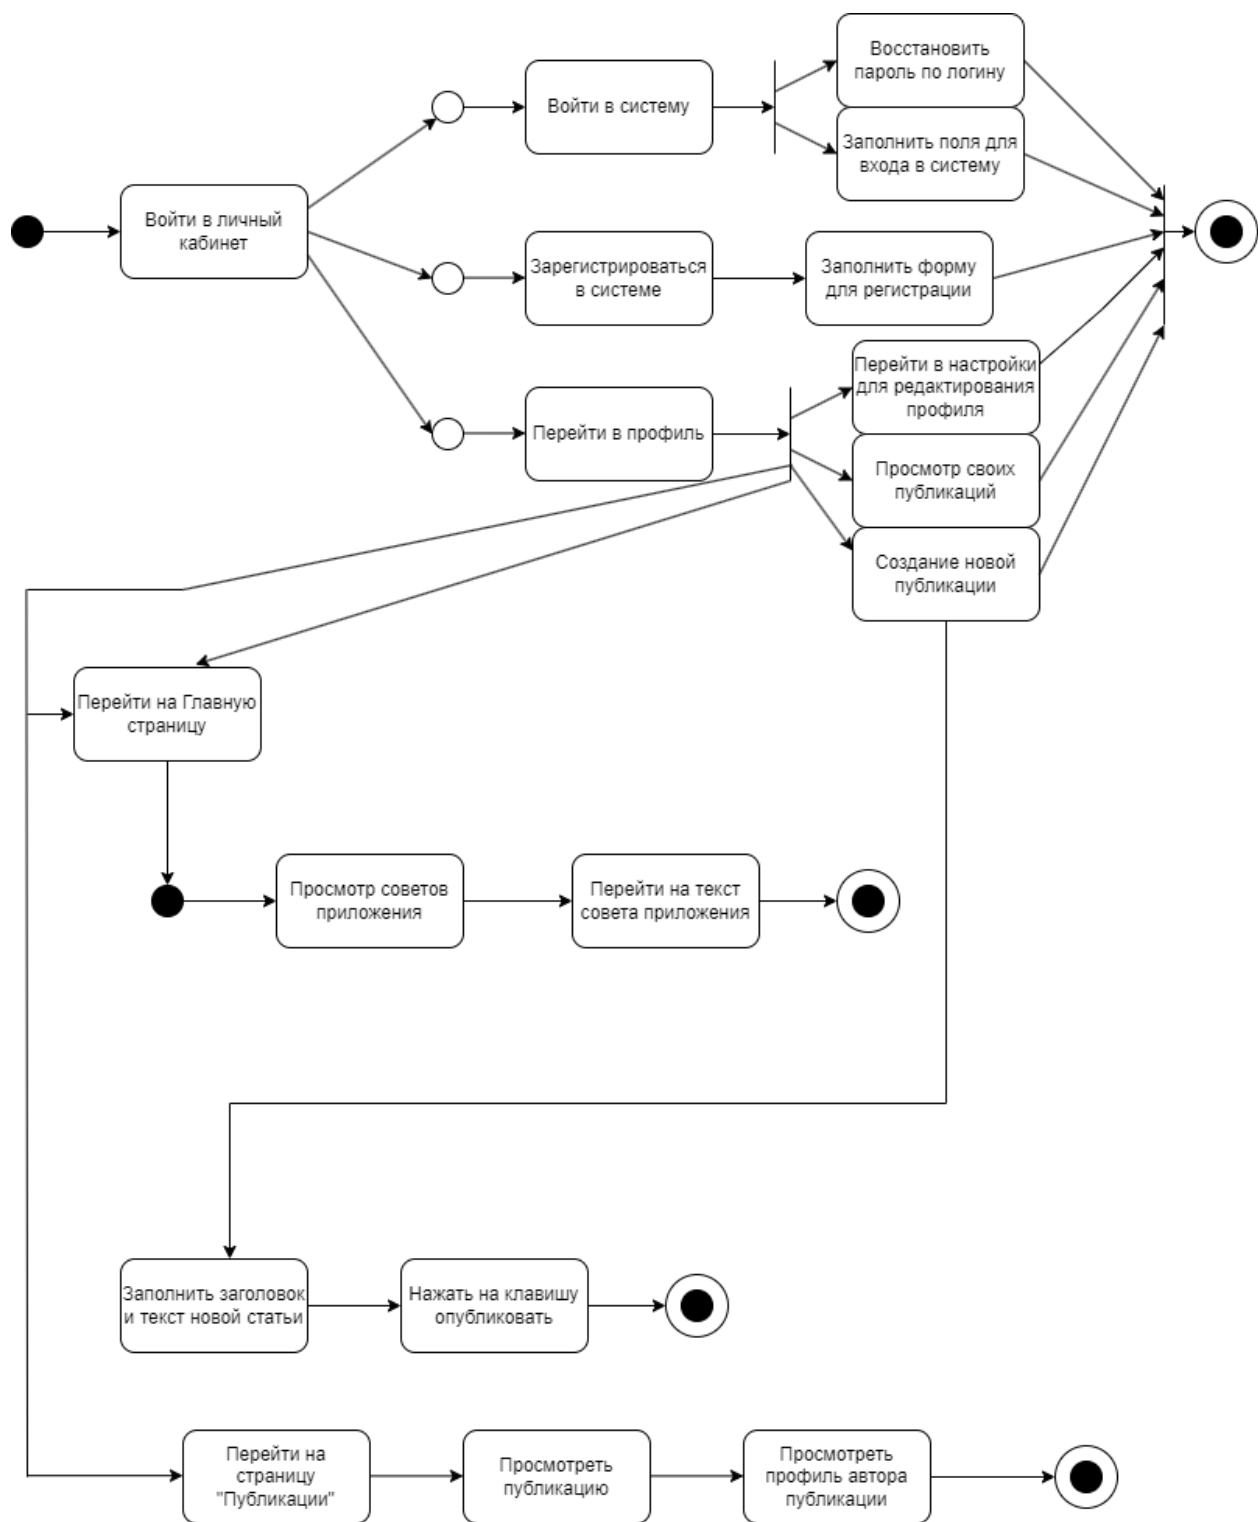 Восстановить
пароль по логину
Войти в систему
Заполнить поля для
входа в систему
Войти в личный
кабинет
Зарегистрироваться
в системе
Заполнить форму
для регистрации
Перейти в настройки
для редактирования
профиля
Перейти в профиль
Просмотр своих
публикаций
Создание новой
публикации
Перейти на Главную
страницу
Просмотр советов
приложения
Перейти на текст
совета приложения
Заполнить заголовок
и текст новой статьи
Нажать на клавишу
опубликовать
Перейти на
страницу
"Публикации"
Просмотреть
публикацию
Просмотреть
профиль автора
публикации